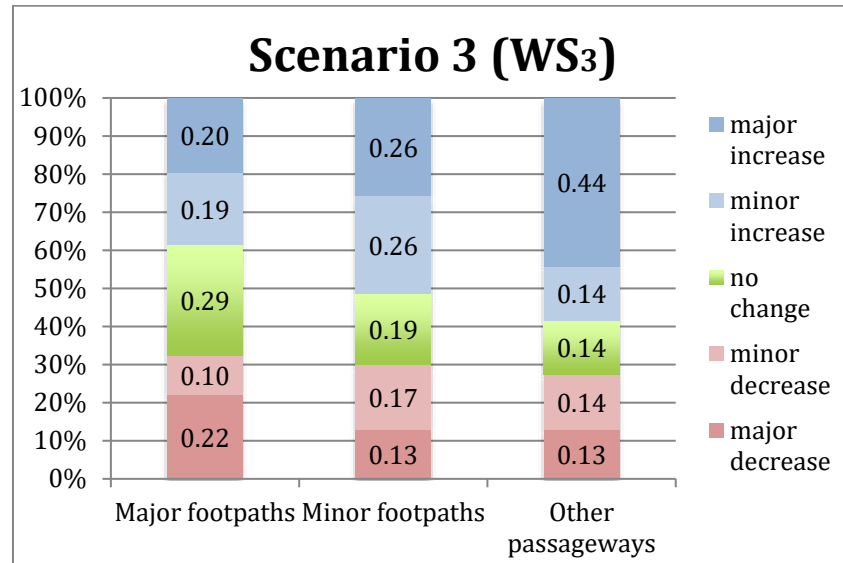 Scenario 3 (WS3)
100%
90%
80%
70%
60%
50%
40%
30%
20%
10%
0%
0.20
0.19
0.29
0.10
0.22
0.26
0.26
0.19
0.17
0.13
0.44
0.14
0.14
0.14
0.13
Major footpaths
Minor footpaths
Other
passageways
major
increase
minor
increase
no
change
minor
decrease
major
decrease